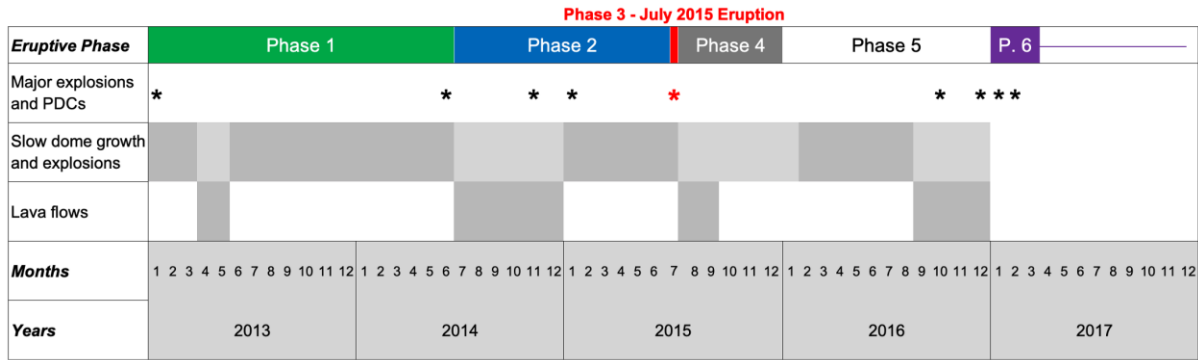 Phase 3 - July 2015 Eruption
Eruptive Phase Phase 1 Phase 2 Phase 4 Phase 5 P. 6
Major explosions
and PDCs
* * * * * * * * *
Slow dome growth
and explosions
Lava flows
Months 1 2 3 4 5 6 7 8 9 10 11 12 1 2 3 4 5 6 7 8 9 10 11 12 1 2 3 4 5 6 7 8 9 10 11 12 1 2 3 4 5 6 7 8 9 10 11 12 1 2 3 4 5 6 7 8 9 10 11 12
Years 2013 2014 2015 2016 2017